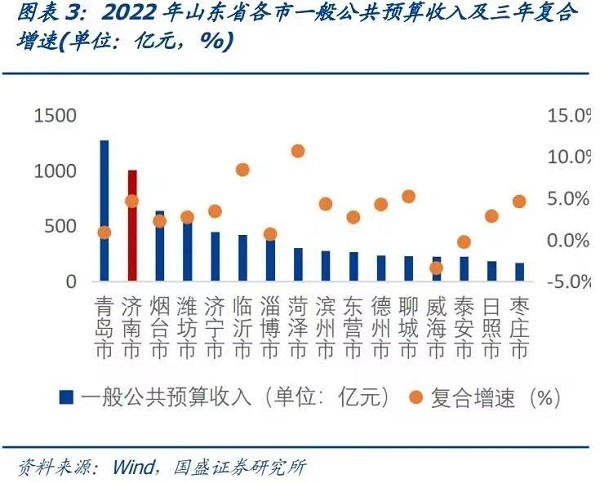 图表 3：2022 年山东省各市一般公共预算收入及三年复合
增速(单位：亿元，%)
1500
1000
500
0
15.0%
10.0%
5.0%
0.0%
-5.0%
青岛市
济南市
烟台市
潍坊市
济宁市
临沂市
淄博市
菏泽市
滨州市
东营市
德州市
聊城市
威海市
泰安市
日照市
枣庄市
一般公共预算收入（单位：亿元）
复合增速（%）
资料来源：Wind，国盛证券研究所